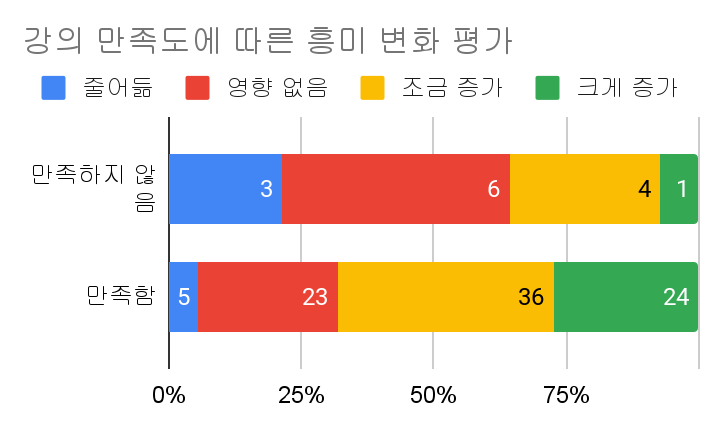 강의 만족도에 따른 흥미 변화 평가
줄어듦 영향 없음 조금 증가 크게 증가
만족하지 않
음
3 6 4 1
만족함
5 23 36 24
0% 25% 50% 75%